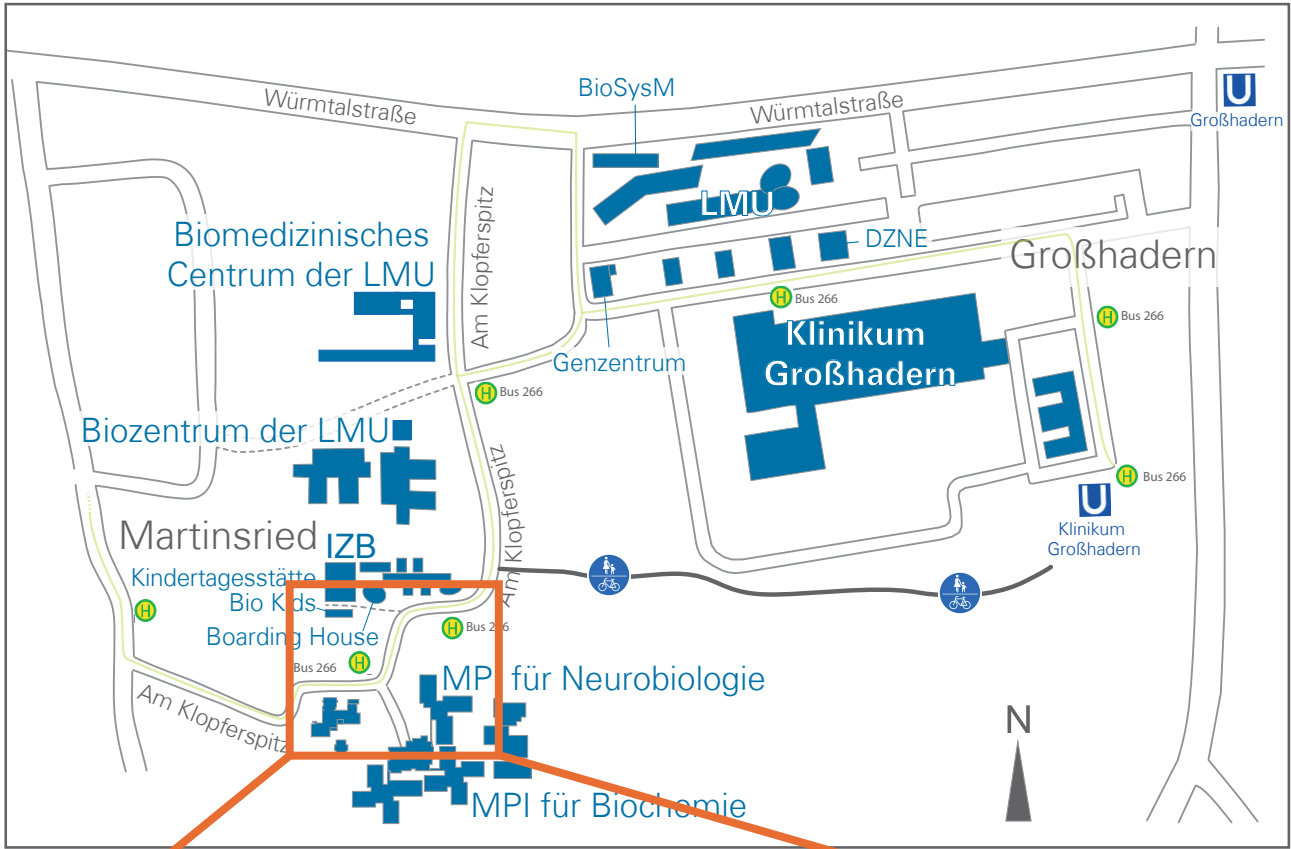 BioSysM
Würmtalstraße
Würmtalstraße
U
Großhadern
LMU
Am Klopferspitz
Biomedizinisches
Centrum der LMU
DZNE
Großhadern
H Bus 266
H Bus 266
Klinikum
Großhadern
Genzentrum
H Bus 266
Biozentrum der LMU
Am Klopferspitz
H Bus 266
U
Klinikum
Großhadern
Martinsried
IZB
Kindertagesstätte
Bio Kids
H
Boarding House
H Bus 266
Bus 266 H
MPI für Neurobiologie
Am Klopferspitz
N
MPI für Biochemie